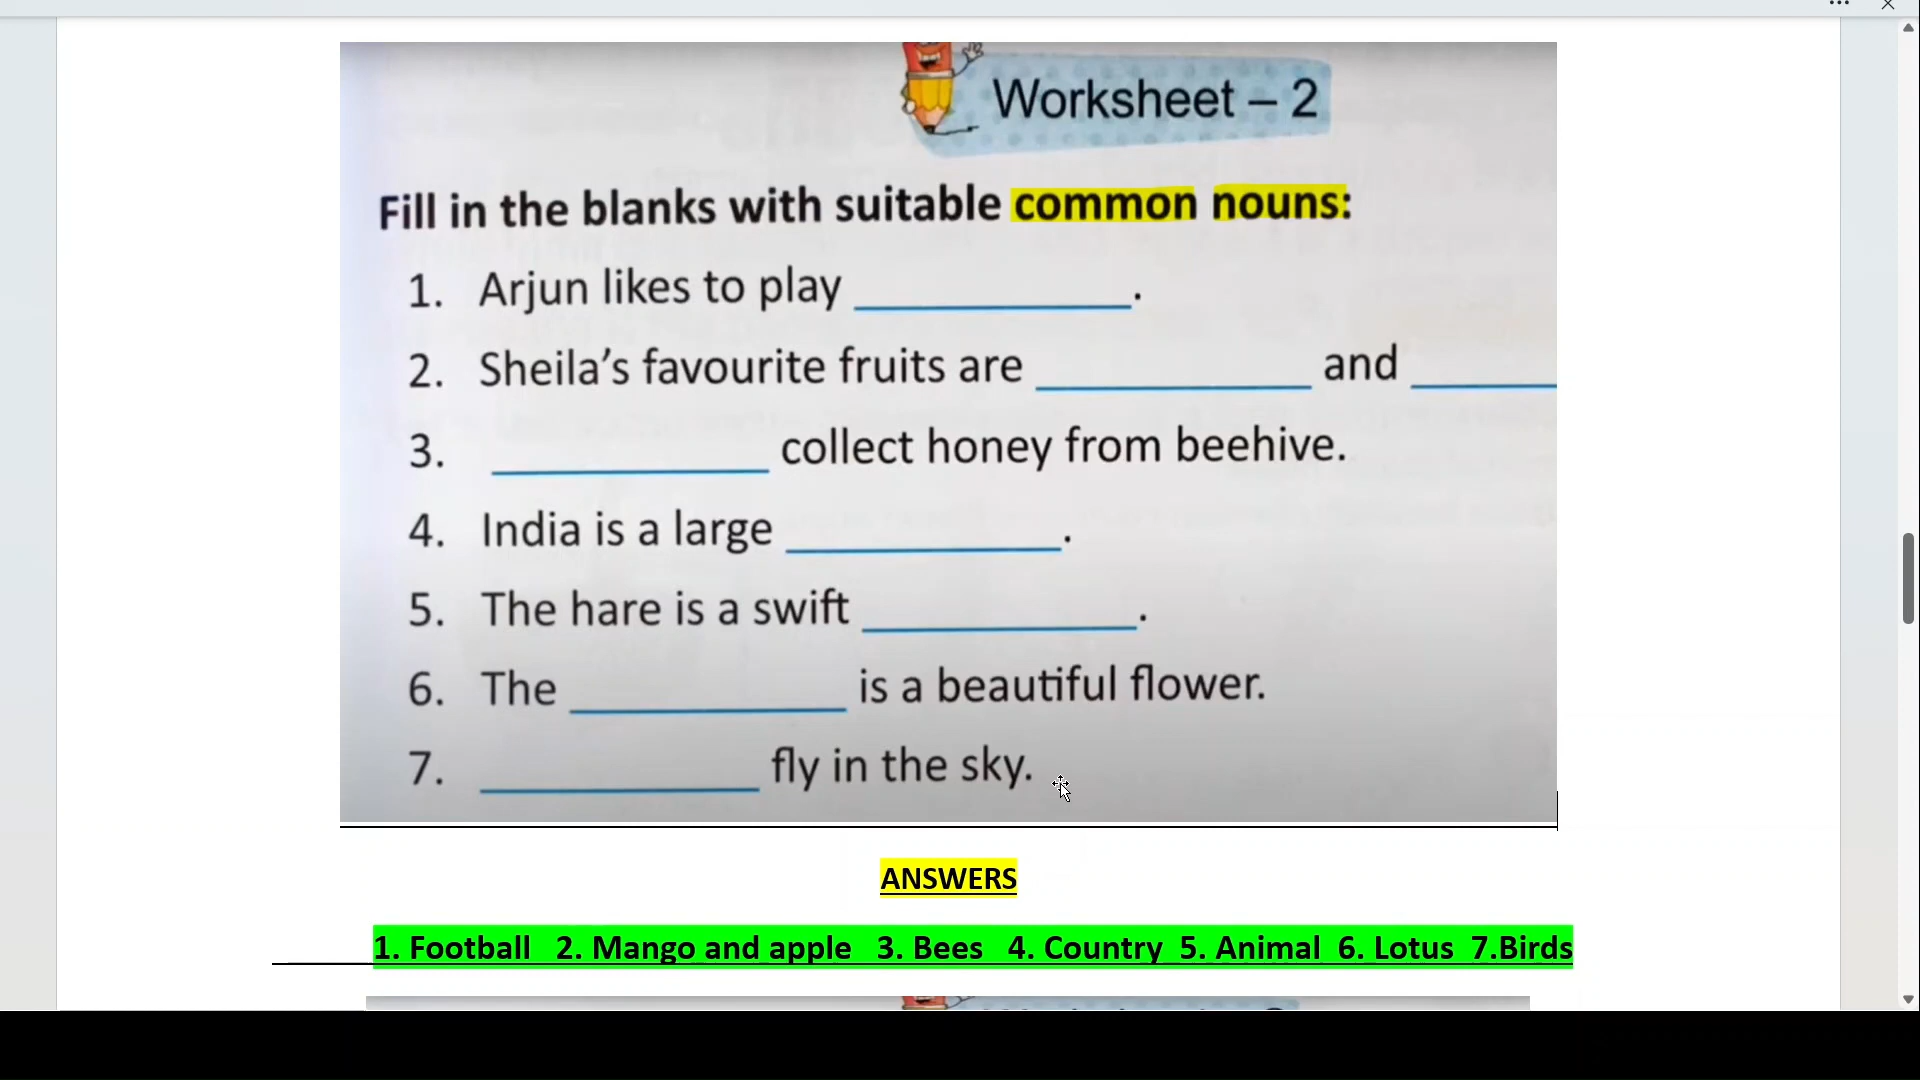 Worksheet – 2
Fill in the blanks with suitable common nouns:
1. Arjun likes to play ____________.
2. Sheila’s favourite fruits are ____________ and ______
3. ____________ collect honey from beehive.
4. India is a large ____________.
5. The hare is a swift ____________.
6. The ____________ is a beautiful flower.
7. ____________ fly in the sky.
ANSWERS
1. Football 2. Mango and apple 3. Bees 4. Country 5. Animal 6. Lotus 7.Birds